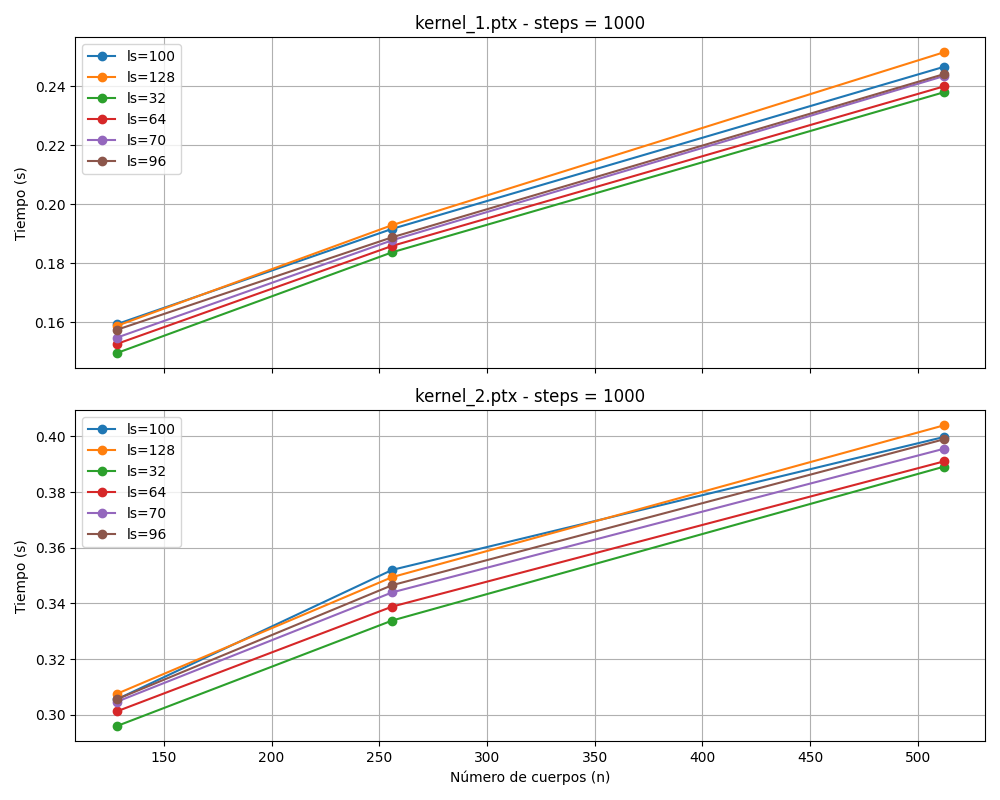 kernel_1.ptx - steps = 1000
ls=100
ls=128
ls=32
ls=64
ls=70
ls=96
0.24
0.22
0.20
0.18
0.16
Tiempo (s)
kernel_2.ptx - steps = 1000
ls=100
ls=128
ls=32
ls=64
ls=70
ls=96
0.40
0.38
0.36
0.34
0.32
0.30
Tiempo (s)
150 200 250 300 350 400 450 500
Número de cuerpos (n)